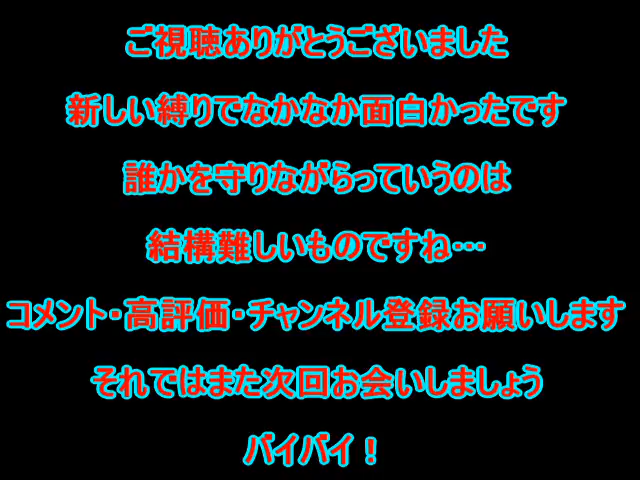 ご視聴ありがとうございました
新しい縛りでなかなか面白かったです
誰かを守りながらっていうのは
結構難しいものですね…
コメント・高評価・チャンネル登録お願いします
それではまた次回お会いしましょう
バイバイ！